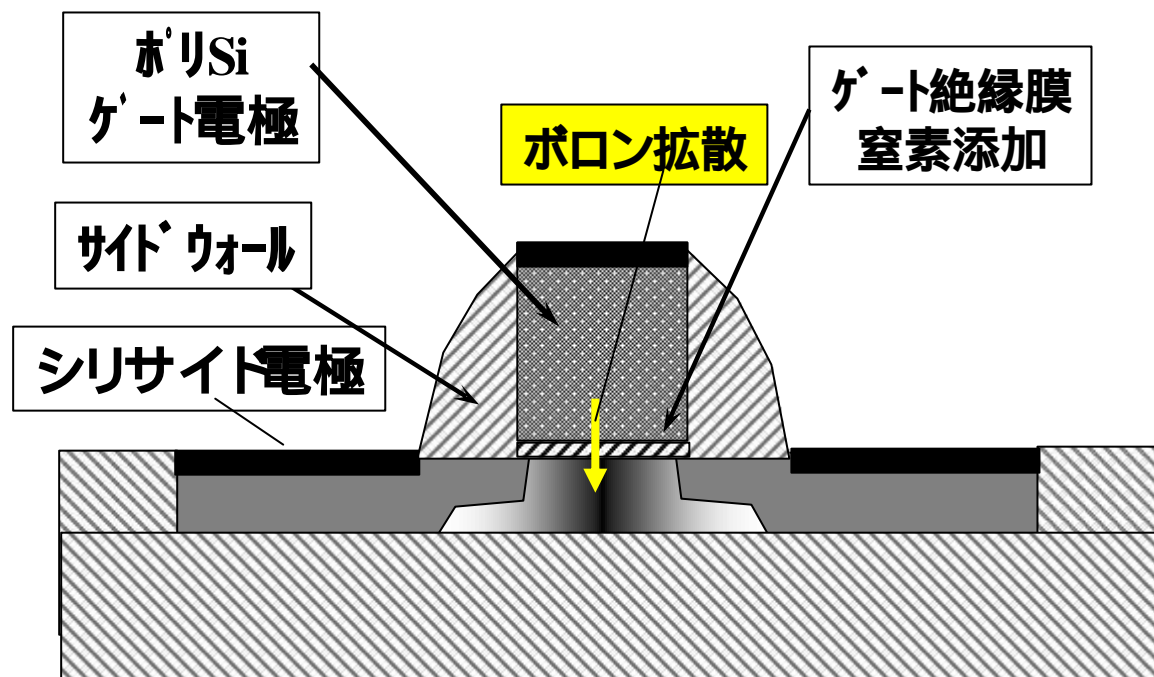 ﾎﾟﾘSi
ｹﾞｰﾄ電極
ボロン拡散
ｹﾞｰﾄ絶縁膜
窒素添加
ｻｲﾄﾞｳｫｰﾙ
シリサイド電極